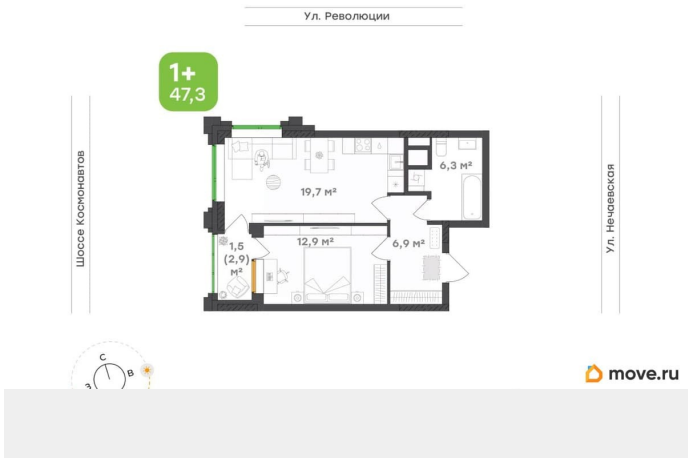 Ул. Революции
1+
47,3
Шоссе Космонавтов
6,3 м²
19,7 м²
Ул. Нечаевская
1,5
(2,9)
м²
12,9 м²
6,9 м²
С
В
З
move.ru